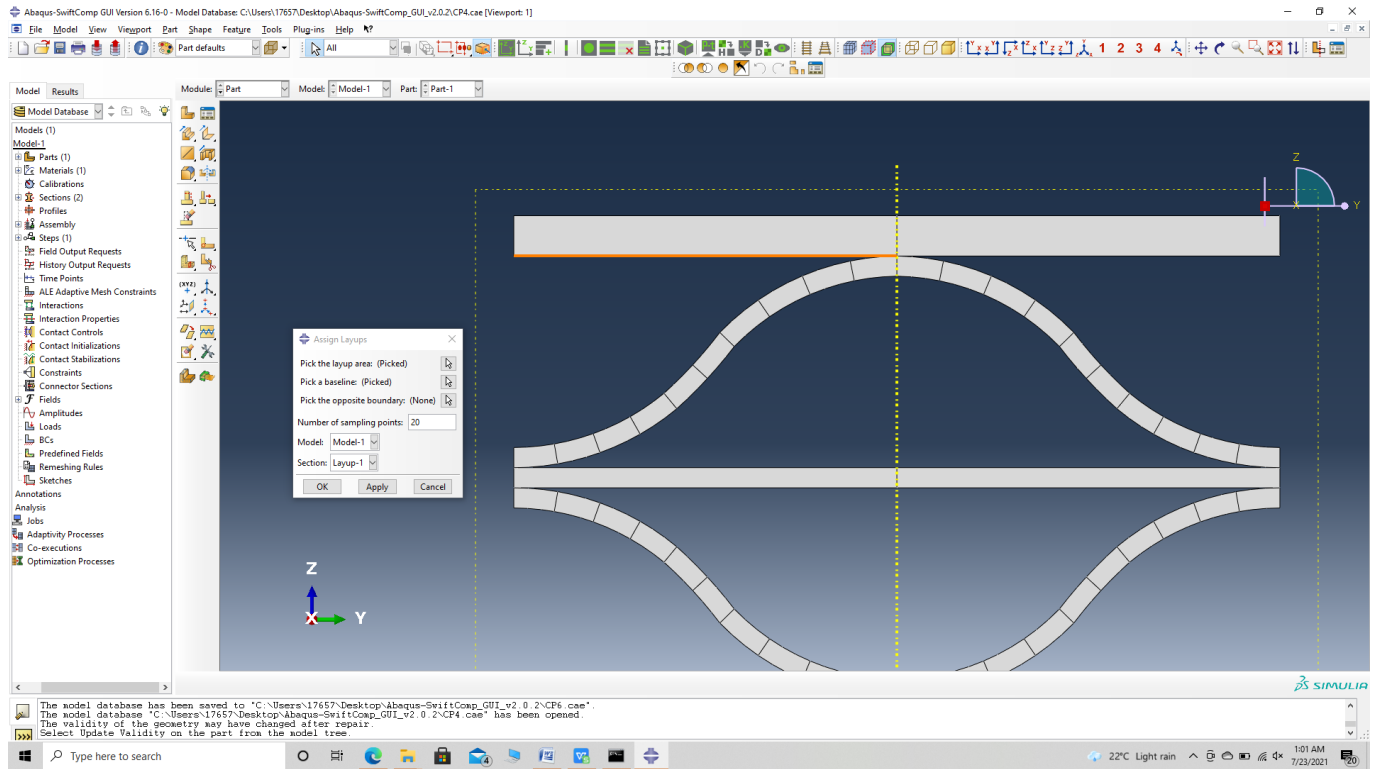 Abaqus-SwiftComp GUI Version 6.16-0 - Model Database: C:\Users\17657\Desktop\Abaqus-SwiftComp_GUI_v2.0.2\CP4.cae [Viewport: 1]
File Model Viewport View Part Shape Feature Tools Plug-ins Help
Part defaults All 1 2 3 4
Model Results Module: Part Model: Model-1 Part: Part-1
Model Database
Models (1)
Model-1
Parts (1)
Materials (1)
Calibrations
Sections (2)
Profiles
Assembly
Steps (1)
Field Output Requests
History Output Requests
Time Points
ALE Adaptive Mesh Constraints
Interactions
Interaction Properties
Contact Controls
Contact Initializations
Contact Stabilizations
Constraints
Connector Sections
Fields
Amplitudes
Loads
BCs
Predefined Fields
Remeshing Rules
Sketches
Annotations
Analysis
Jobs
Adaptivity Processes
Co-executions
Optimization Processes
(XYZ)
Z
X Y
Assign Layups
Pick the layup area: (Picked)
Pick a baseline: (Picked)
Pick the opposite boundary: (None)
Number of sampling points: 20
Model: Model-1
Section: Layup-1
OK Apply Cancel
Z
X Y
SIMULIA
The model database has been saved to "C:\Users\17657\Desktop\Abaqus-SwiftComp_GUI_v2.0.2\CP6.cae".
The model database "C:\Users\17657\Desktop\Abaqus-SwiftComp_GUI_v2.0.2\CP4.cae" has been opened.
The validity of the geometry may have changed after repair.
Select Update Validity on the part from the model tree.
Type here to search
22°C Light rain
1:01 AM
7/23/2021
20